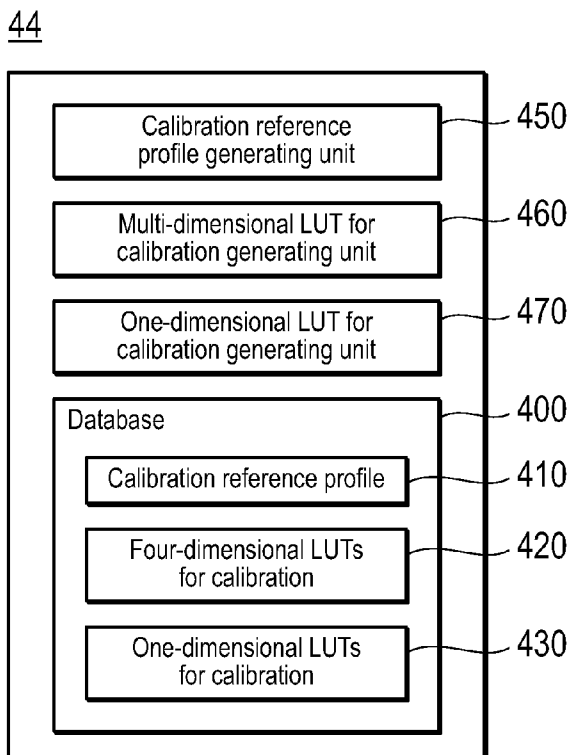 44
Calibration reference
profile generating unit
450
Multi-dimensional LUT for
calibration generating unit
460
One-dimensional LUT for
calibration generating unit
470
Database
400
Calibration reference profile
410
Four-dimensional LUTs
for calibration
420
One-dimensional LUTs
for calibration
430